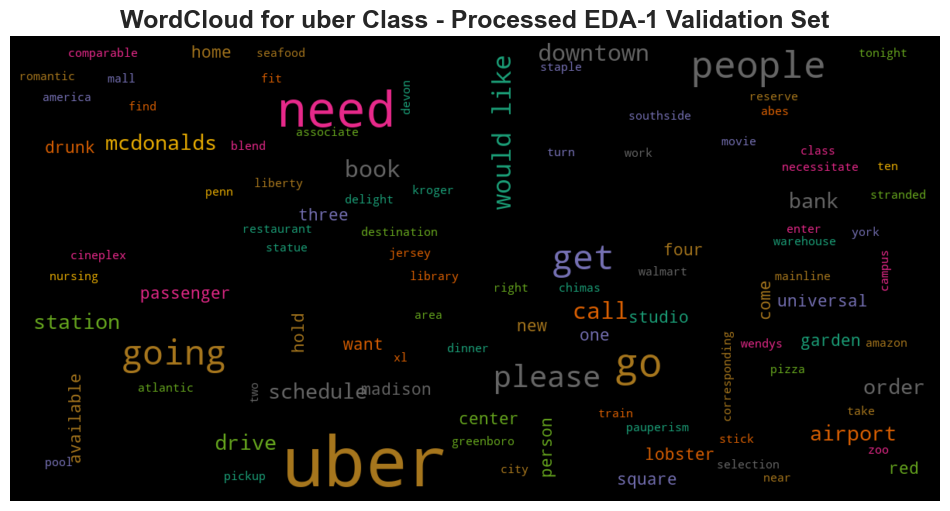 WordCloud for uber Class - Processed EDA-1 Validation Set
comparable
home
seafood
downtown
people
tonight
romantic
mall
fit
staple
america
find
need
devon
would like
reserve
abes
southside
drunk
mcdonalds
blend
associate
book
turn
work
movie
class
necessitate
ten
penn
liberty
delight
kroger
bank
stranded
three
restaurant
statue
destination
enter
warehouse
york
cineplex
jersey
get
four
nursing
library
walmart
mainline
campus
passenger
right
chimas
come
universal
station
hold
area
new
call
studio
one
going
want
xl
dinner
go
corresponding
wendys
garden
amazon
pizza
available
atlantic
two
schedule
madison
please
order
center
person
train
take
drive
uber
greenboro
pauperism
stick
airport
pool
pickup
city
lobster
selection
zoo
square
near
red